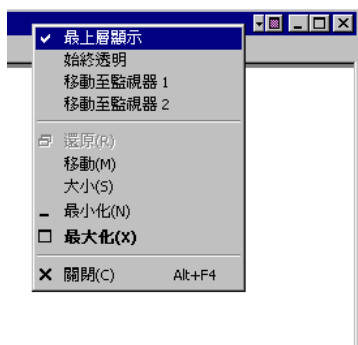 最上層顯示
始終透明
移動至監視器 1
移動至監視器 2
還原(R)
移動(M)
大小(S)
最小化(N)
最大化(X)
關閉(C) Alt+F4